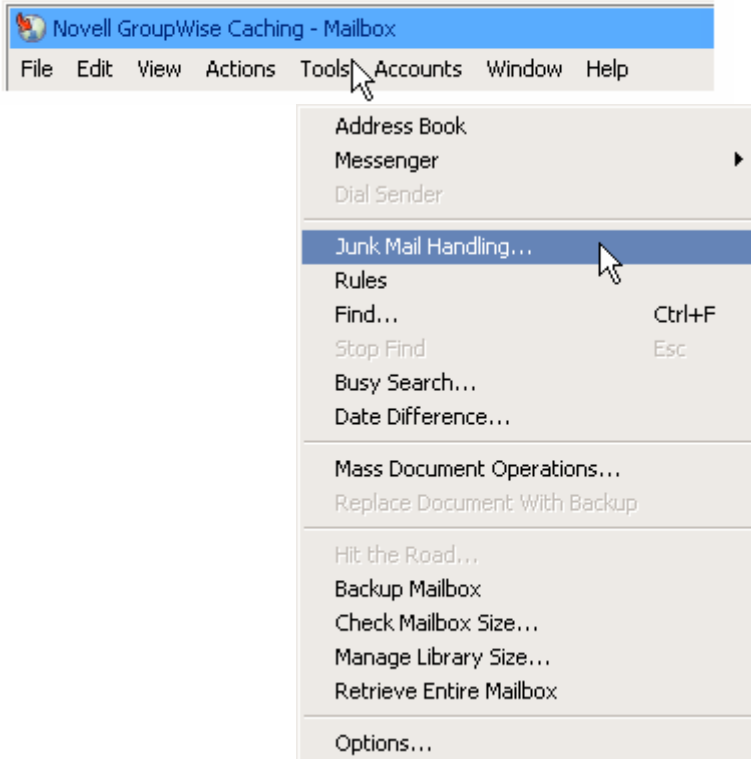 Novell GroupWise Caching - Mailbox
File Edit View Actions Tools Accounts Window Help
Address Book
Messenger
Dial Sender
Junk Mail Handling...
Rules
Find... Ctrl+F
Stop Find Esc
Busy Search...
Date Difference...
Mass Document Operations...
Replace Document With Backup
Hit the Road...
Backup Mailbox
Check Mailbox Size...
Manage Library Size...
Retrieve Entire Mailbox
Options...